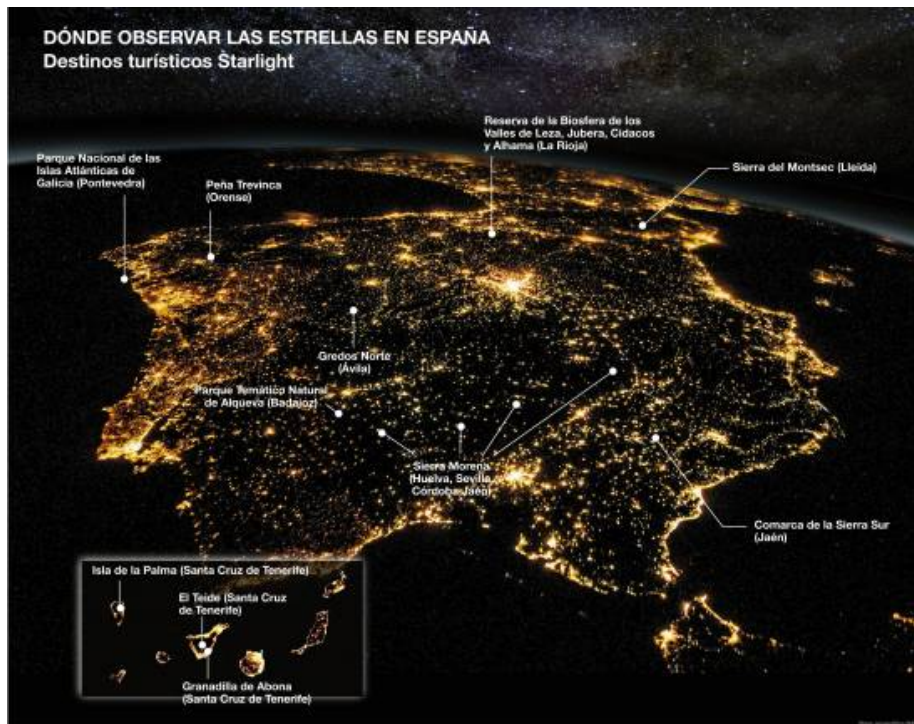 DÓNDE OBSERVAR LAS ESTRELLAS EN ESPAÑA
Destinos turísticos Starlight
Reserva de la Biosfera de los
Valles de Leza, Jubera, Cidacos
y Alhama (La Rioja)
Parque Nacional de las
Islas Atlánticas de
Galicia (Pontevedra)
Peña Trevinca
(Orense)
Sierra del Montsec (Lleida)
Gredos Norte
(Ávila)
Parque Temático Natural
de Alqueva (Badajoz)
Sierra Morena
(Huelva, Sevilla,
Córdoba Jaén)
Comarca de la Sierra Sur
(Jaén)
Isla de la Palma (Santa Cruz de Tenerife)
El Teide (Santa Cruz
de Tenerife)
Granadilla de Abona
(Santa Cruz de Tenerife)